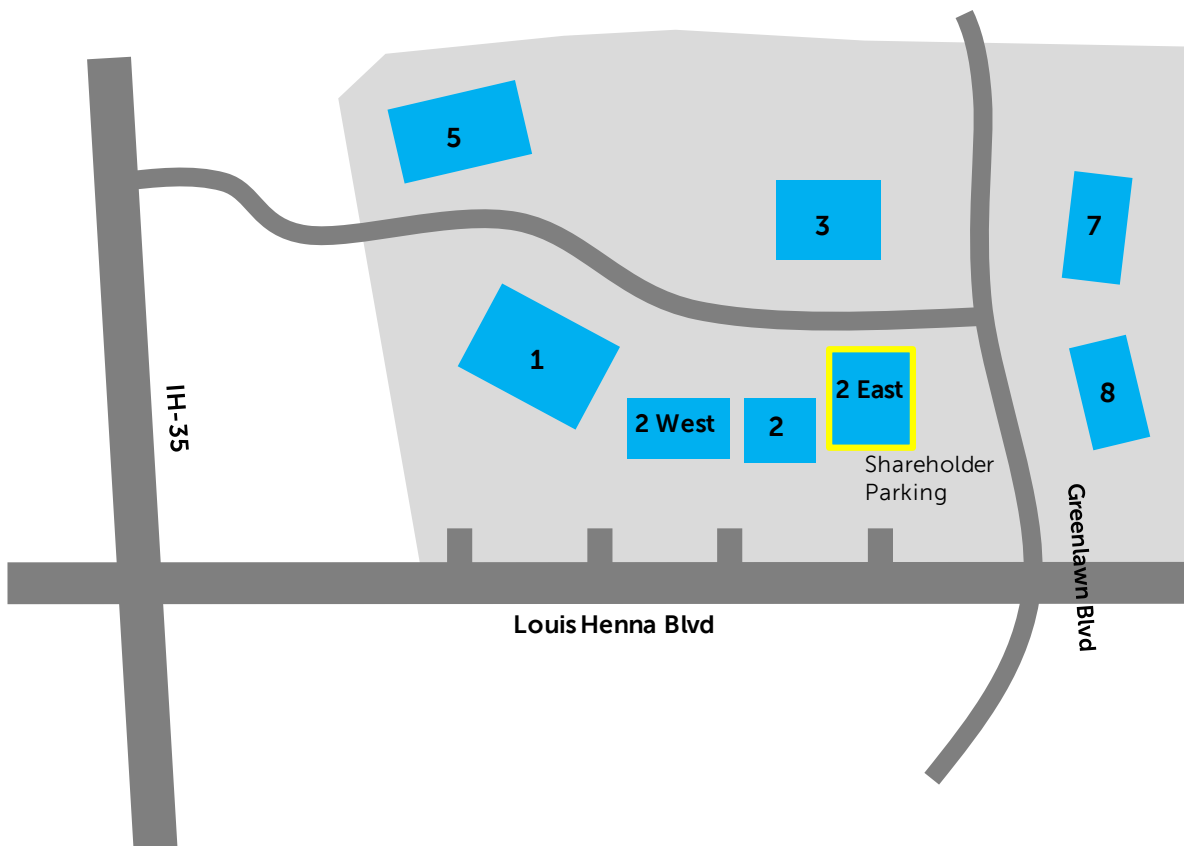 5
3
7
1
2 East
IH-35
8
2 West
2
Shareholder
Parking
Greenlawn Blvd
Louis Henna Blvd